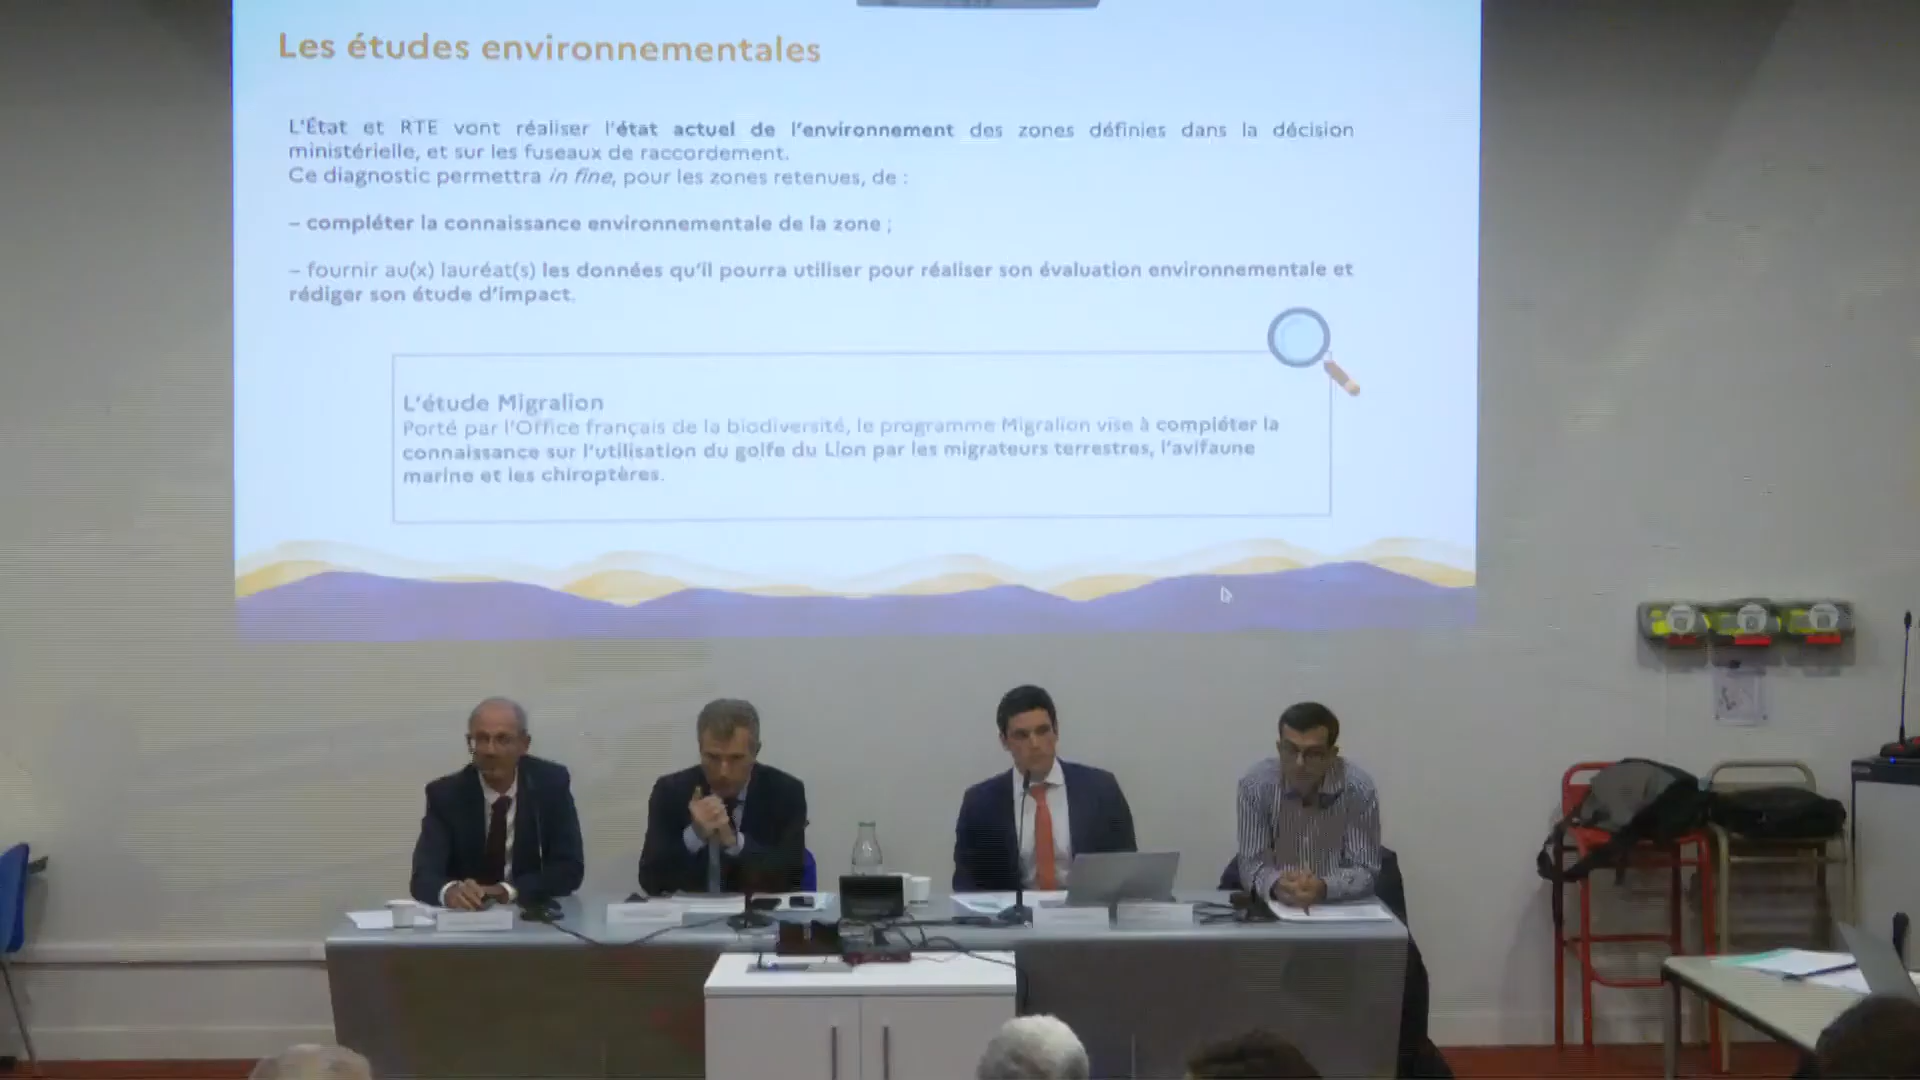 Les études environnementales
L'État et RTE vont réaliser l'état actuel de l'environnement des zones définies dans la décision
ministérielle, et sur les fuseaux de raccordement.
Ce diagnostic permettra in fine, pour les zones retenues, de :
– compléter la connaissance environnementale de la zone ;
– fournir au(x) lauréat(s) les données qu'il pourra utiliser pour réaliser son évaluation environnementale et
rédiger son étude d'impact.
L'étude Migralion
Porté par l'Office français de la biodiversité, le programme Migralion vise à compléter la
connaissance sur l'utilisation du golfe du Lion par les migrateurs terrestres, l'avifaune
marine et les chiroptères.